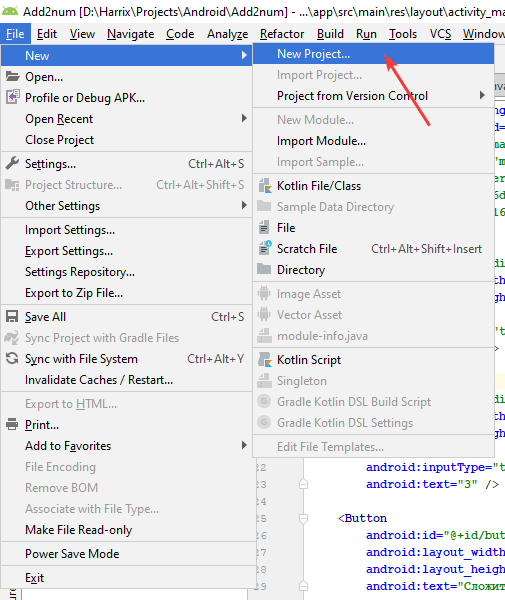 Add2num [D:\Harrix\Projects\Android\Add2num] - ...\app\src\main\res\layout\activity_ma
File Edit View Navigate Code Analyze Refactor Build Run Tools VCS Window
New
Open...
Profile or Debug APK...
Open Recent
Close Project
Settings... Ctrl+Alt+S
Project Structure... Ctrl+Alt+Shift+S
Other Settings
Import Settings...
Export Settings...
Settings Repository...
Export to Zip File...
Save All Ctrl+S
Sync Project with Gradle Files
Sync with File System Ctrl+Alt+Y
Invalidate Caches / Restart...
Export to HTML...
Print...
Add to Favorites
File Encoding
Remove BOM
Associate with File Type...
Make File Read-only
Power Save Mode
Exit
New Project...
Import Project...
Project from Version Control
New Module...
Import Module...
Import Sample...
Kotlin File/Class
Sample Data Directory
File
Scratch File Ctrl+Alt+Shift+Insert
Directory
Image Asset
Vector Asset
module-info.java
Kotlin Script
Singleton
Gradle Kotlin DSL Build Script
Gradle Kotlin DSL Settings
Edit File Templates...
22 android:inputType="t
23 android:text="3" />
24
25 <Button
26 android:id="@+id/but
27 android:layout_width
28 android:layout_heigh
29 android:text="Сложит